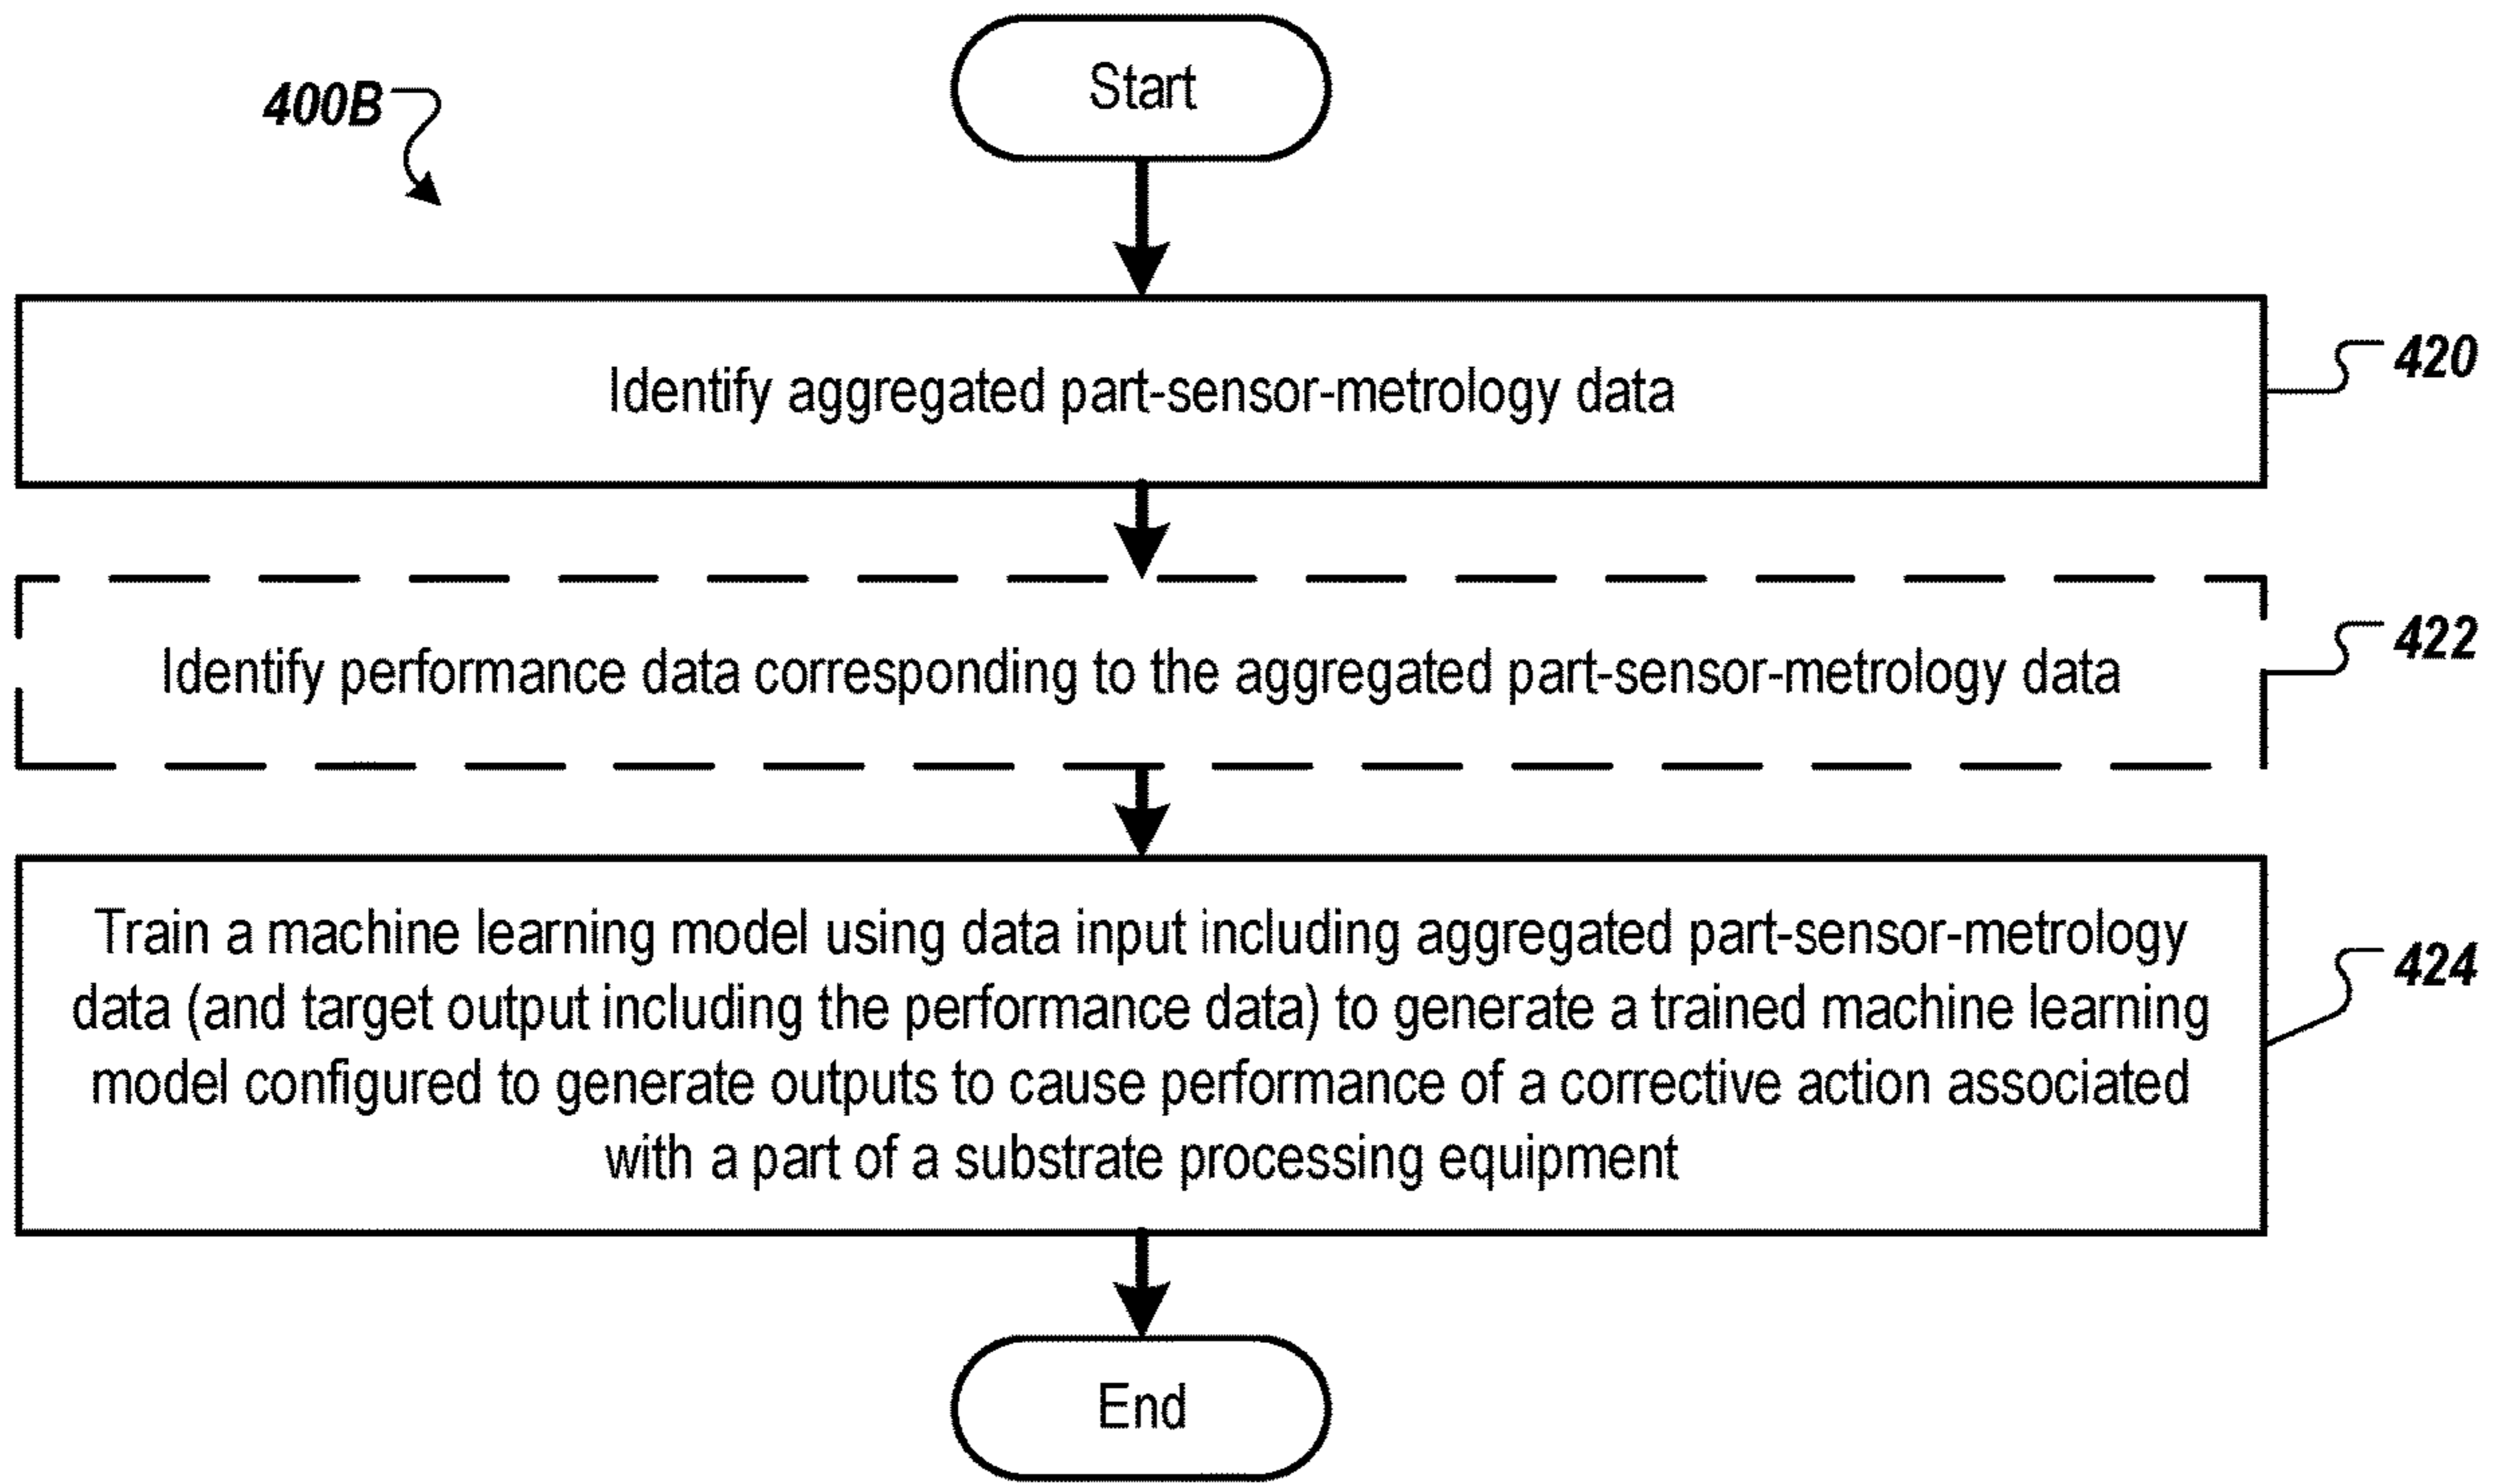 400B
Start
Identify aggregated part-sensor-metrology data
420
Identify performance data corresponding to the aggregated part-sensor-metrology data
422
Train a machine learning model using data input including aggregated part-sensor-metrology
data (and target output including the performance data) to generate a trained machine learning
model configured to generate outputs to cause performance of a corrective action associated
with a part of a substrate processing equipment
424
End